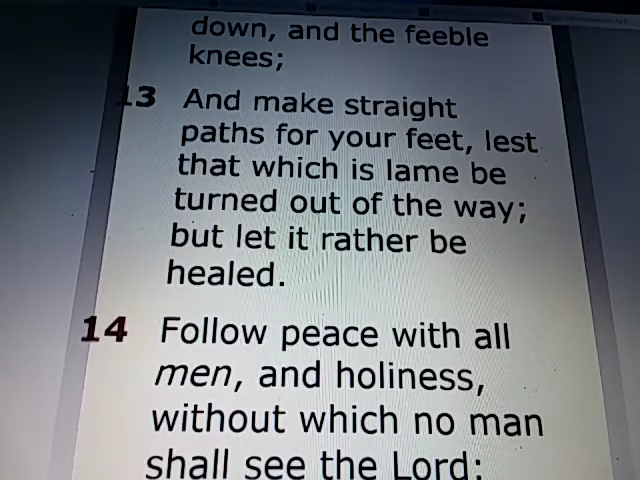 down, and the feeble
knees;
13 And make straight
paths for your feet, lest
that which is lame be
turned out of the way;
but let it rather be
healed.
14 Follow peace with all
men, and holiness,
without which no man
shall see the Lord: